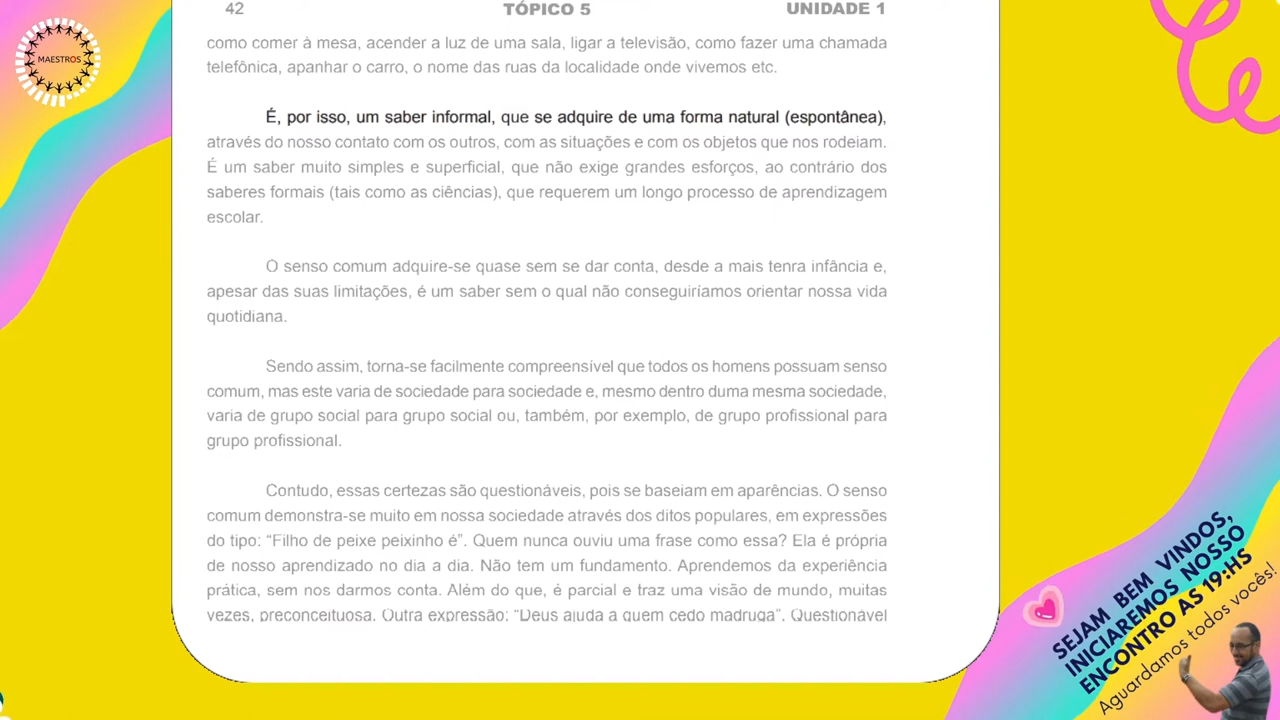 MAESTROS
42 TÓPICO 5 UNIDADE 1
como comer à mesa, acender a luz de uma sala, ligar a televisão, como fazer uma chamada
telefônica, apanhar o carro, o nome das ruas da localidade onde vivemos etc.
É, por isso, um saber informal, que se adquire de uma forma natural (espontânea),
através do nosso contato com os outros, com as situações e com os objetos que nos rodeiam.
É um saber muito simples e superficial, que não exige grandes esforços, ao contrário dos
saberes formais (tais como as ciências), que requerem um longo processo de aprendizagem
escolar.
O senso comum adquire-se quase sem se dar conta, desde a mais tenra infância e,
apesar das suas limitações, é um saber sem o qual não conseguiríamos orientar nossa vida
quotidiana.
Sendo assim, torna-se facilmente compreensível que todos os homens possuam senso
comum, mas este varia de sociedade para sociedade e, mesmo dentro duma mesma sociedade,
varia de grupo social para grupo social ou, também, por exemplo, de grupo profissional para
grupo profissional.
Contudo, essas certezas são questionáveis, pois se baseiam em aparências. O senso
comum demonstra-se muito em nossa sociedade através dos ditos populares, em expressões
do tipo: “Filho de peixe peixinho é”. Quem nunca ouviu uma frase como essa? Ela é própria
de nosso aprendizado no dia a dia. Não tem um fundamento. Aprendemos da experiência
prática, sem nos darmos conta. Além do que, é parcial e traz uma visão de mundo, muitas
vezes, preconceituosa. Outra expressão: “Deus ajuda a quem cedo madruga”. Questionável
SEJAM BEM VINDOS,
INICIAREMOS NOSSO
ENCONTRO AS 19:HS
Aguardamos todos vocês!